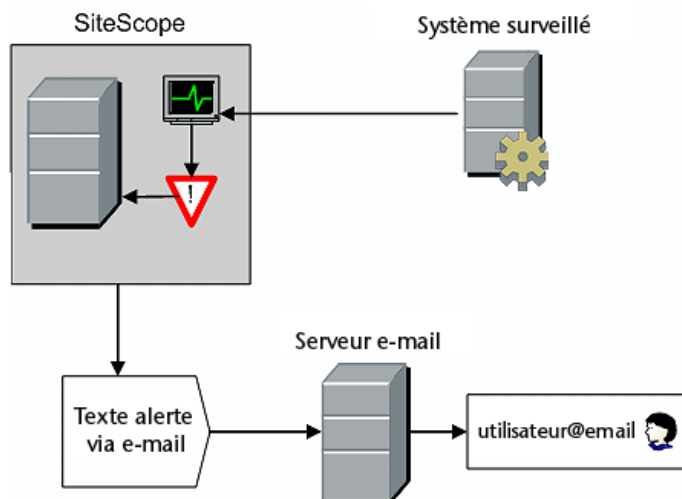 SiteScope
Système surveillé
!
Serveur e-mail
Texte alerte
via e-mail
utilisateur@email